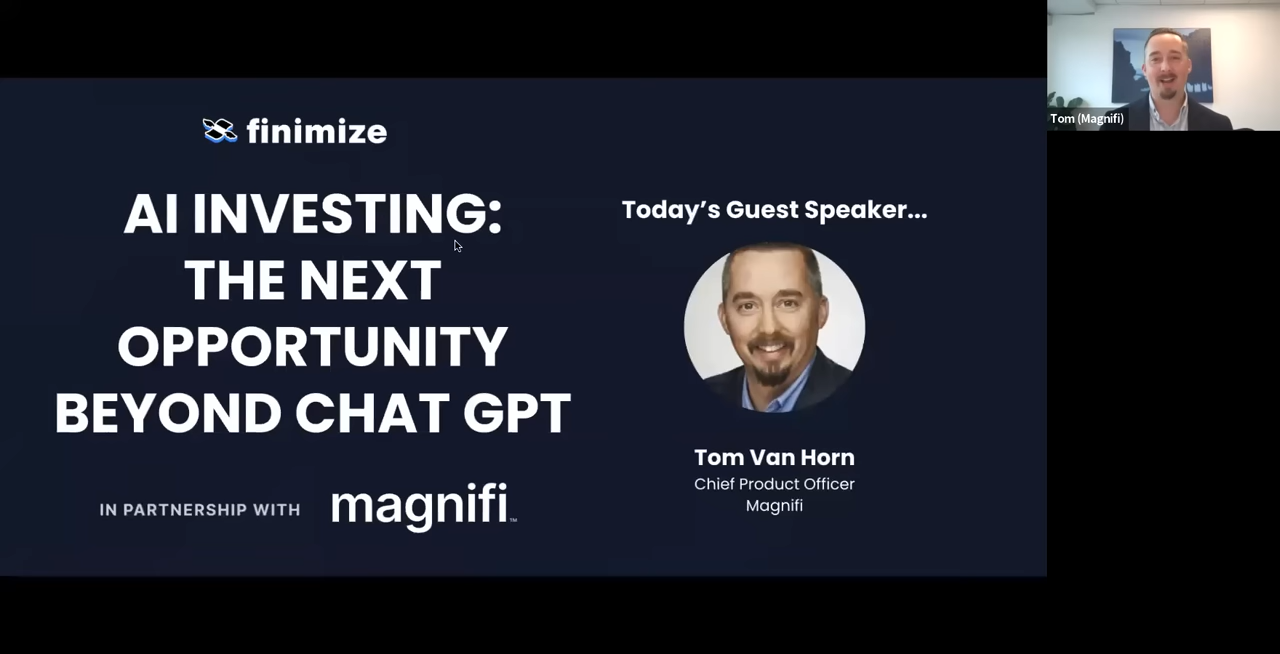 finimize
AI INVESTING:
THE NEXT
OPPORTUNITY
BEYOND CHAT GPT
IN PARTNERSHIP WITH magnifi™
Today's Guest Speaker...
Tom Van Horn
Chief Product Officer
Magnifi
Tom (Magnifi)